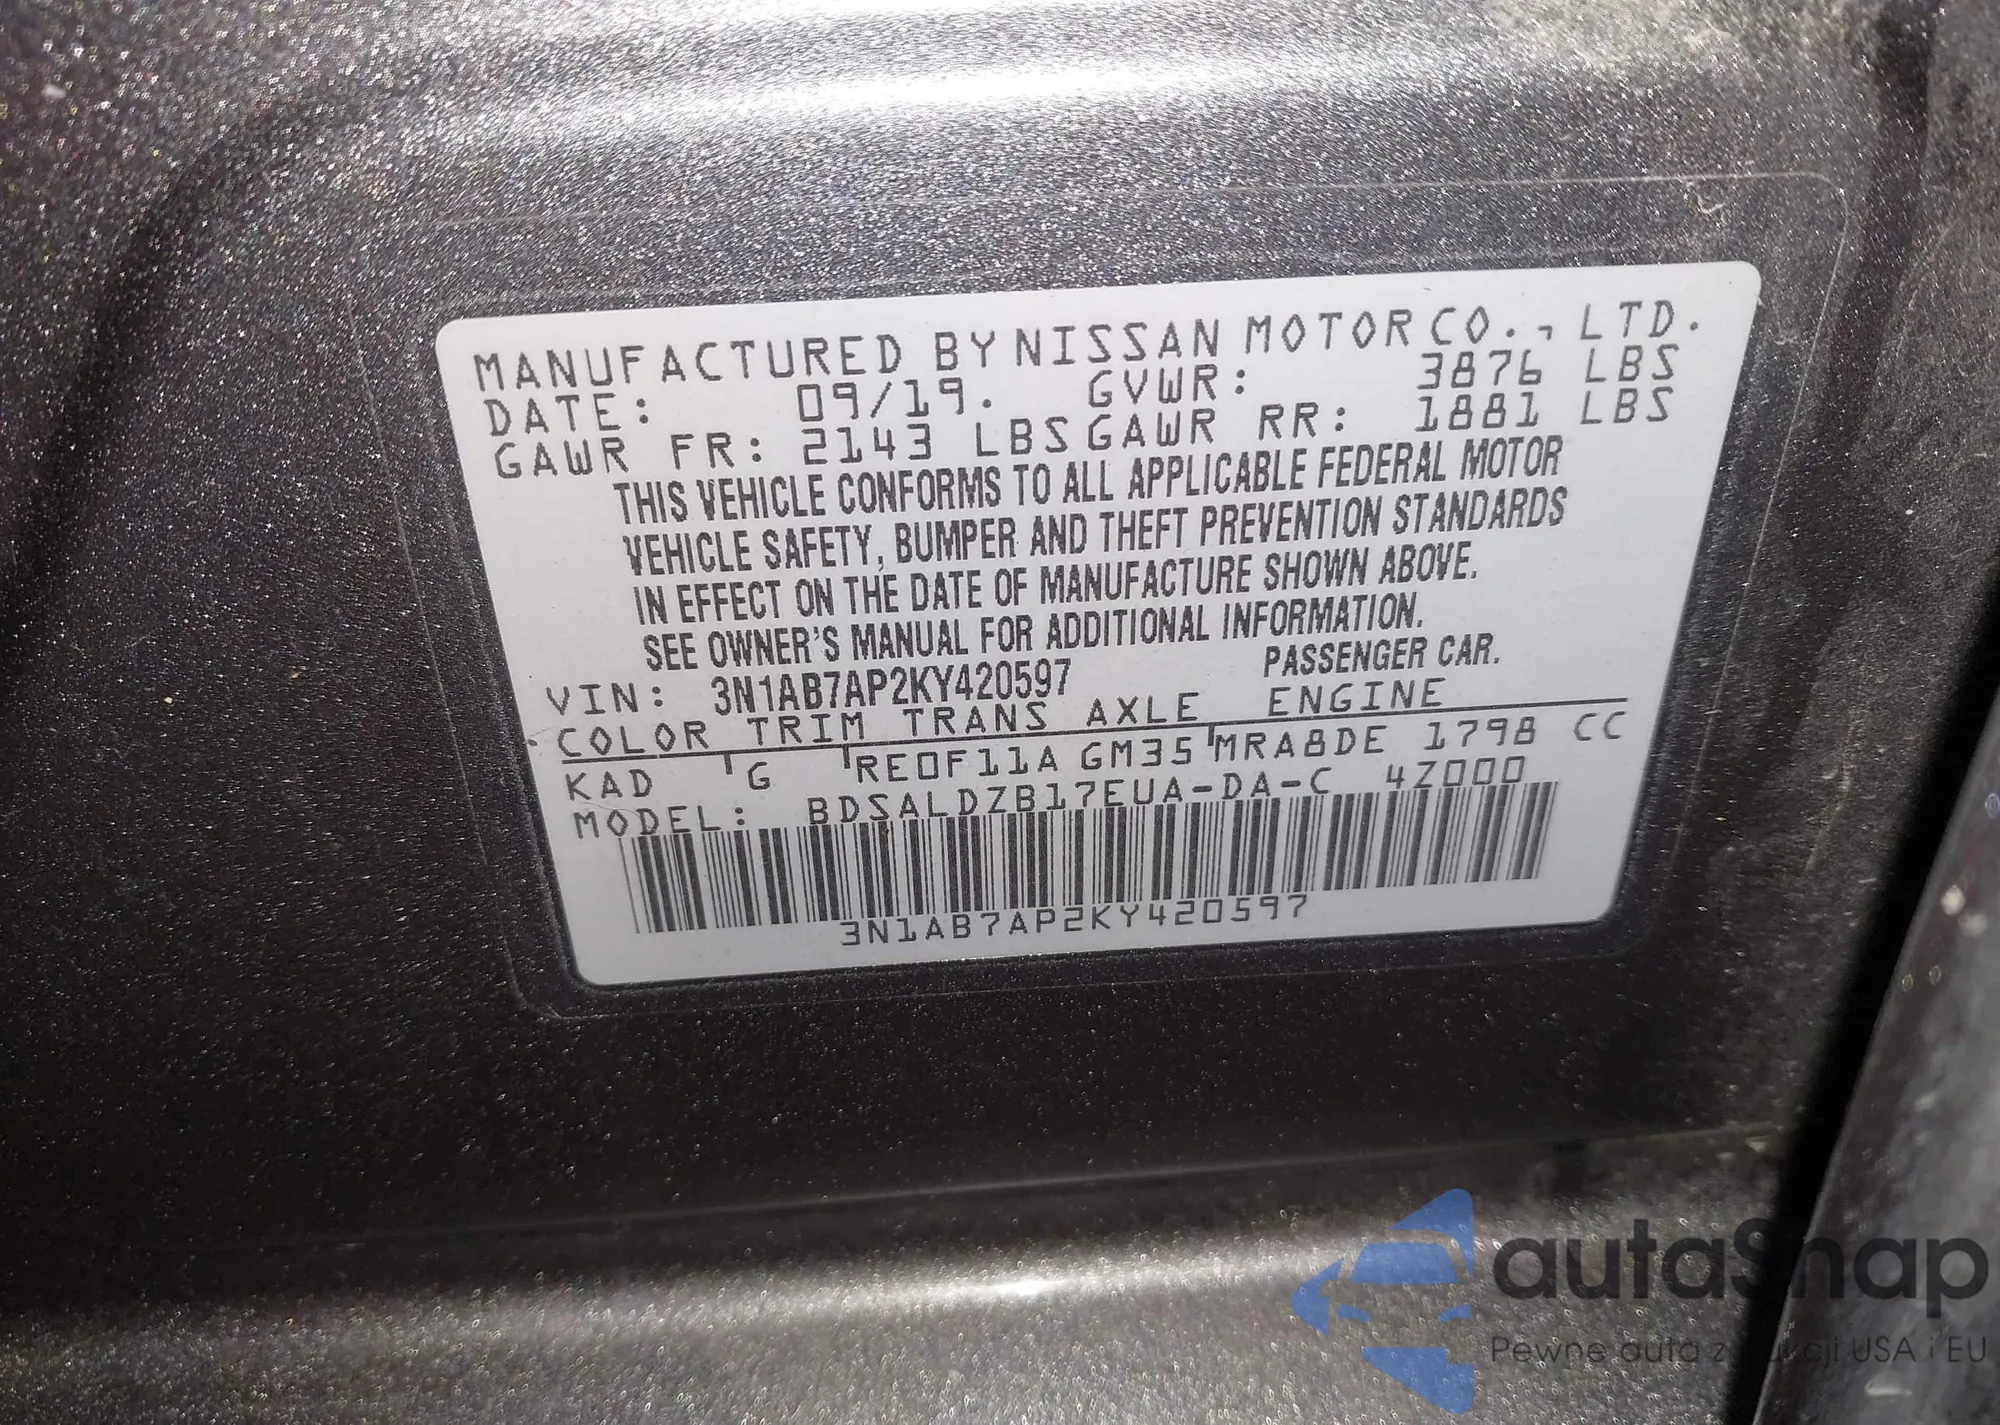 MANUFACTURED BY NISSAN MOTOR CO., LTD.
DATE: 09/19. GVWR: 3876 LBS
GAWR FR: 2143 LBS GAWR RR: 1881 LBS
THIS VEHICLE CONFORMS TO ALL APPLICABLE FEDERAL MOTOR
VEHICLE SAFETY, BUMPER AND THEFT PREVENTION STANDARDS
IN EFFECT ON THE DATE OF MANUFACTURE SHOWN ABOVE.
SEE OWNER'S MANUAL FOR ADDITIONAL INFORMATION.
VIN: 3N1AB7AP2KY420597 PASSENGER CAR.
COLOR TRIM TRANS AXLE ENGINE
KAD G RE0F11A GM35 MRA8DE 1798 CC
MODEL: BDSALDZB17EUA-DA-C 4Z000
3N1AB7AP2KY420597
autaSnap
Pewne auta z aukcji USA i EU